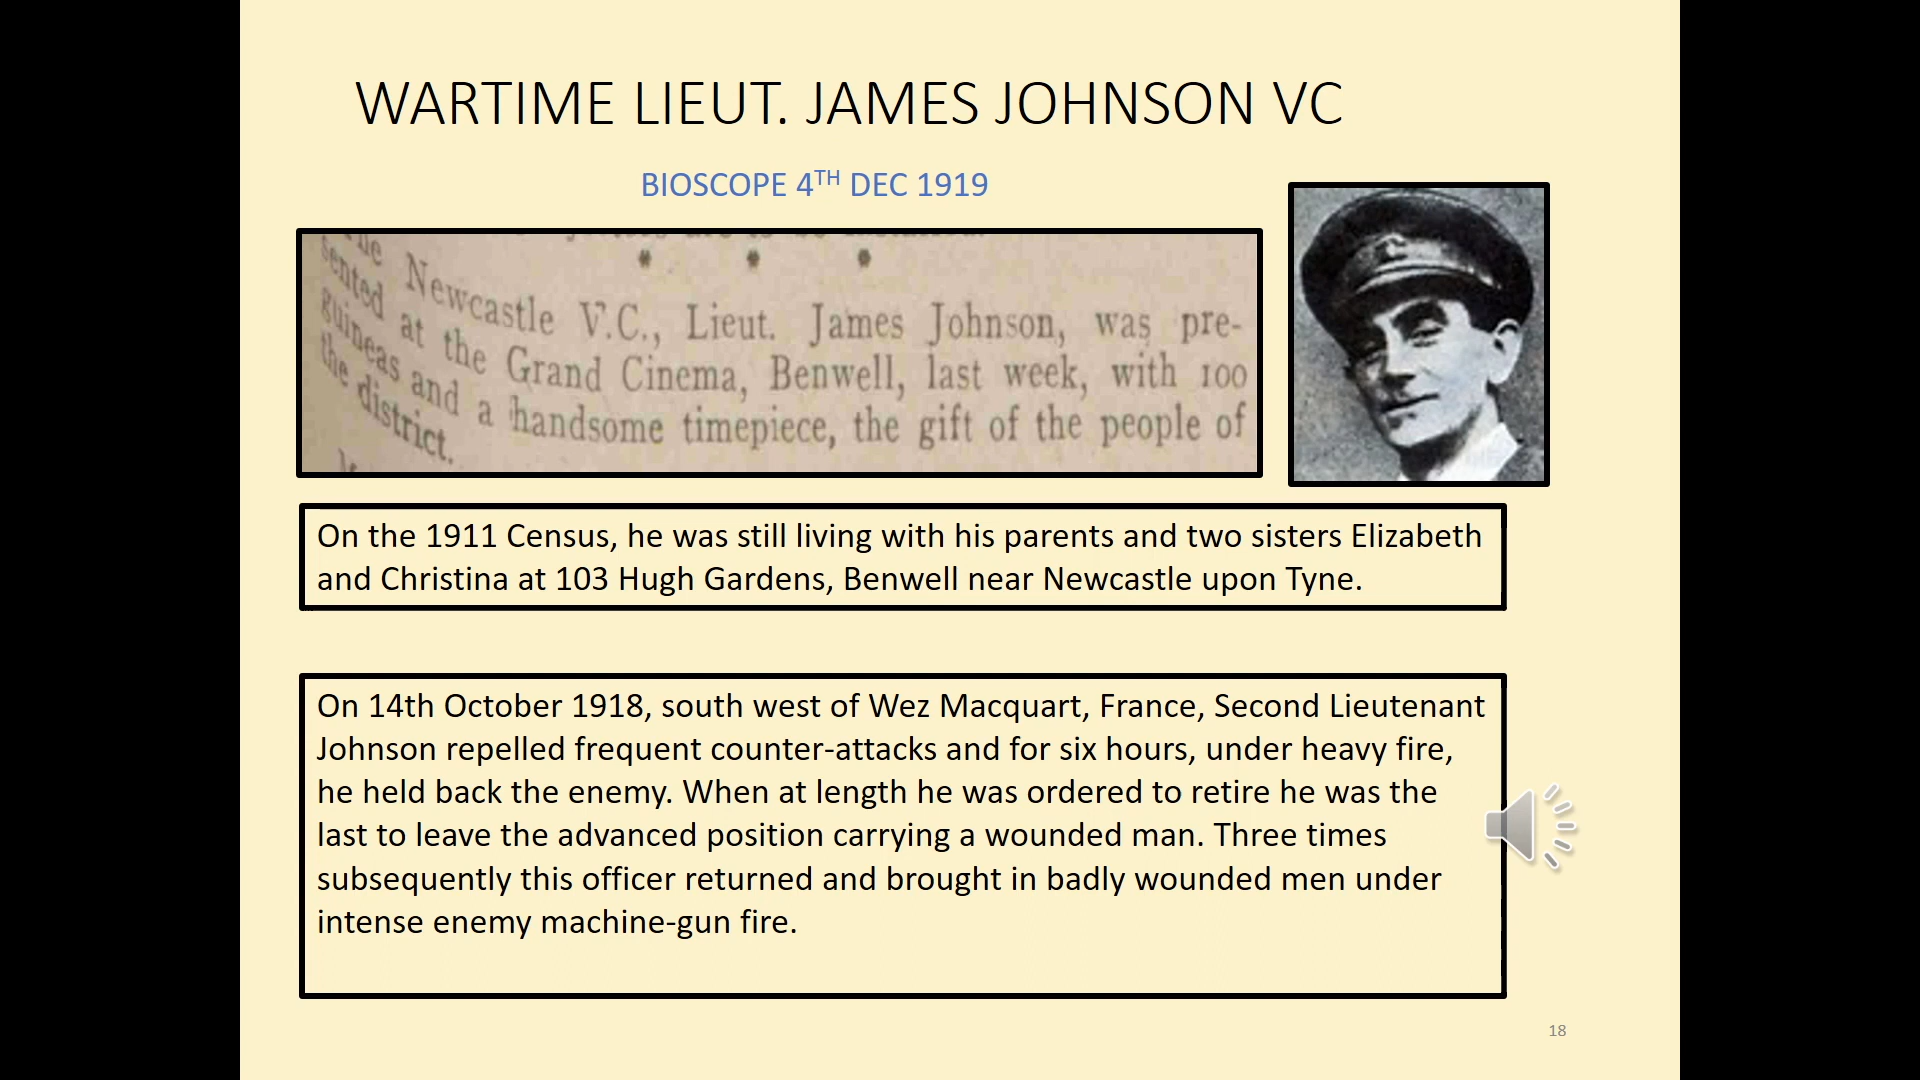 WARTIME LIEUT. JAMES JOHNSON VC
BIOSCOPE 4TH DEC 1919
The Newcastle V.C., Lieut. James Johnson, was pre-
sented at the Grand Cinema, Benwell, last week, with 100
guineas and a handsome timepiece, the gift of the people of
the district.
On the 1911 Census, he was still living with his parents and two sisters Elizabeth
and Christina at 103 Hugh Gardens, Benwell near Newcastle upon Tyne.
On 14th October 1918, south west of Wez Macquart, France, Second Lieutenant
Johnson repelled frequent counter-attacks and for six hours, under heavy fire,
he held back the enemy. When at length he was ordered to retire he was the
last to leave the advanced position carrying a wounded man. Three times
subsequently this officer returned and brought in badly wounded men under
intense enemy machine-gun fire.
18